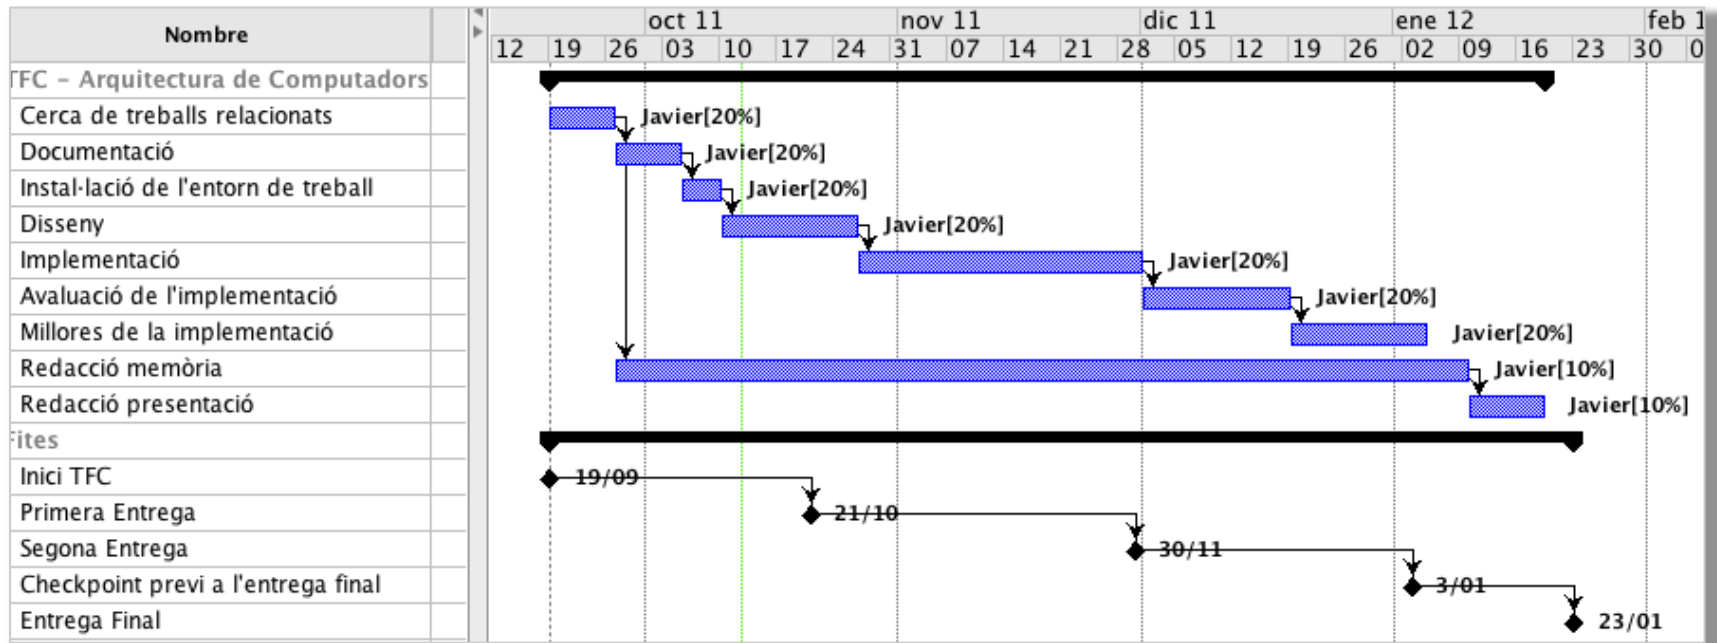 Nombre
oct 11 nov 11 dic 11 ene 12 feb 1
12 19 26 03 10 17 24 31 07 14 21 28 05 12 19 26 02 09 16 23 30 0
TFC – Arquitectura de Computadors
Cerca de treballs relacionats Javier[20%]
Documentació Javier[20%]
Instal·lació de l'entorn de treball Javier[20%]
Disseny Javier[20%]
Implementació Javier[20%]
Avaluació de l'implementació Javier[20%]
Millores de la implementació Javier[20%]
Redacció memòria Javier[10%]
Redacció presentació Javier[10%]
Fites
Inici TFC 19/09
Primera Entrega 21/10
Segona Entrega 30/11
Checkpoint previ a l'entrega final 3/01
Entrega Final 23/01